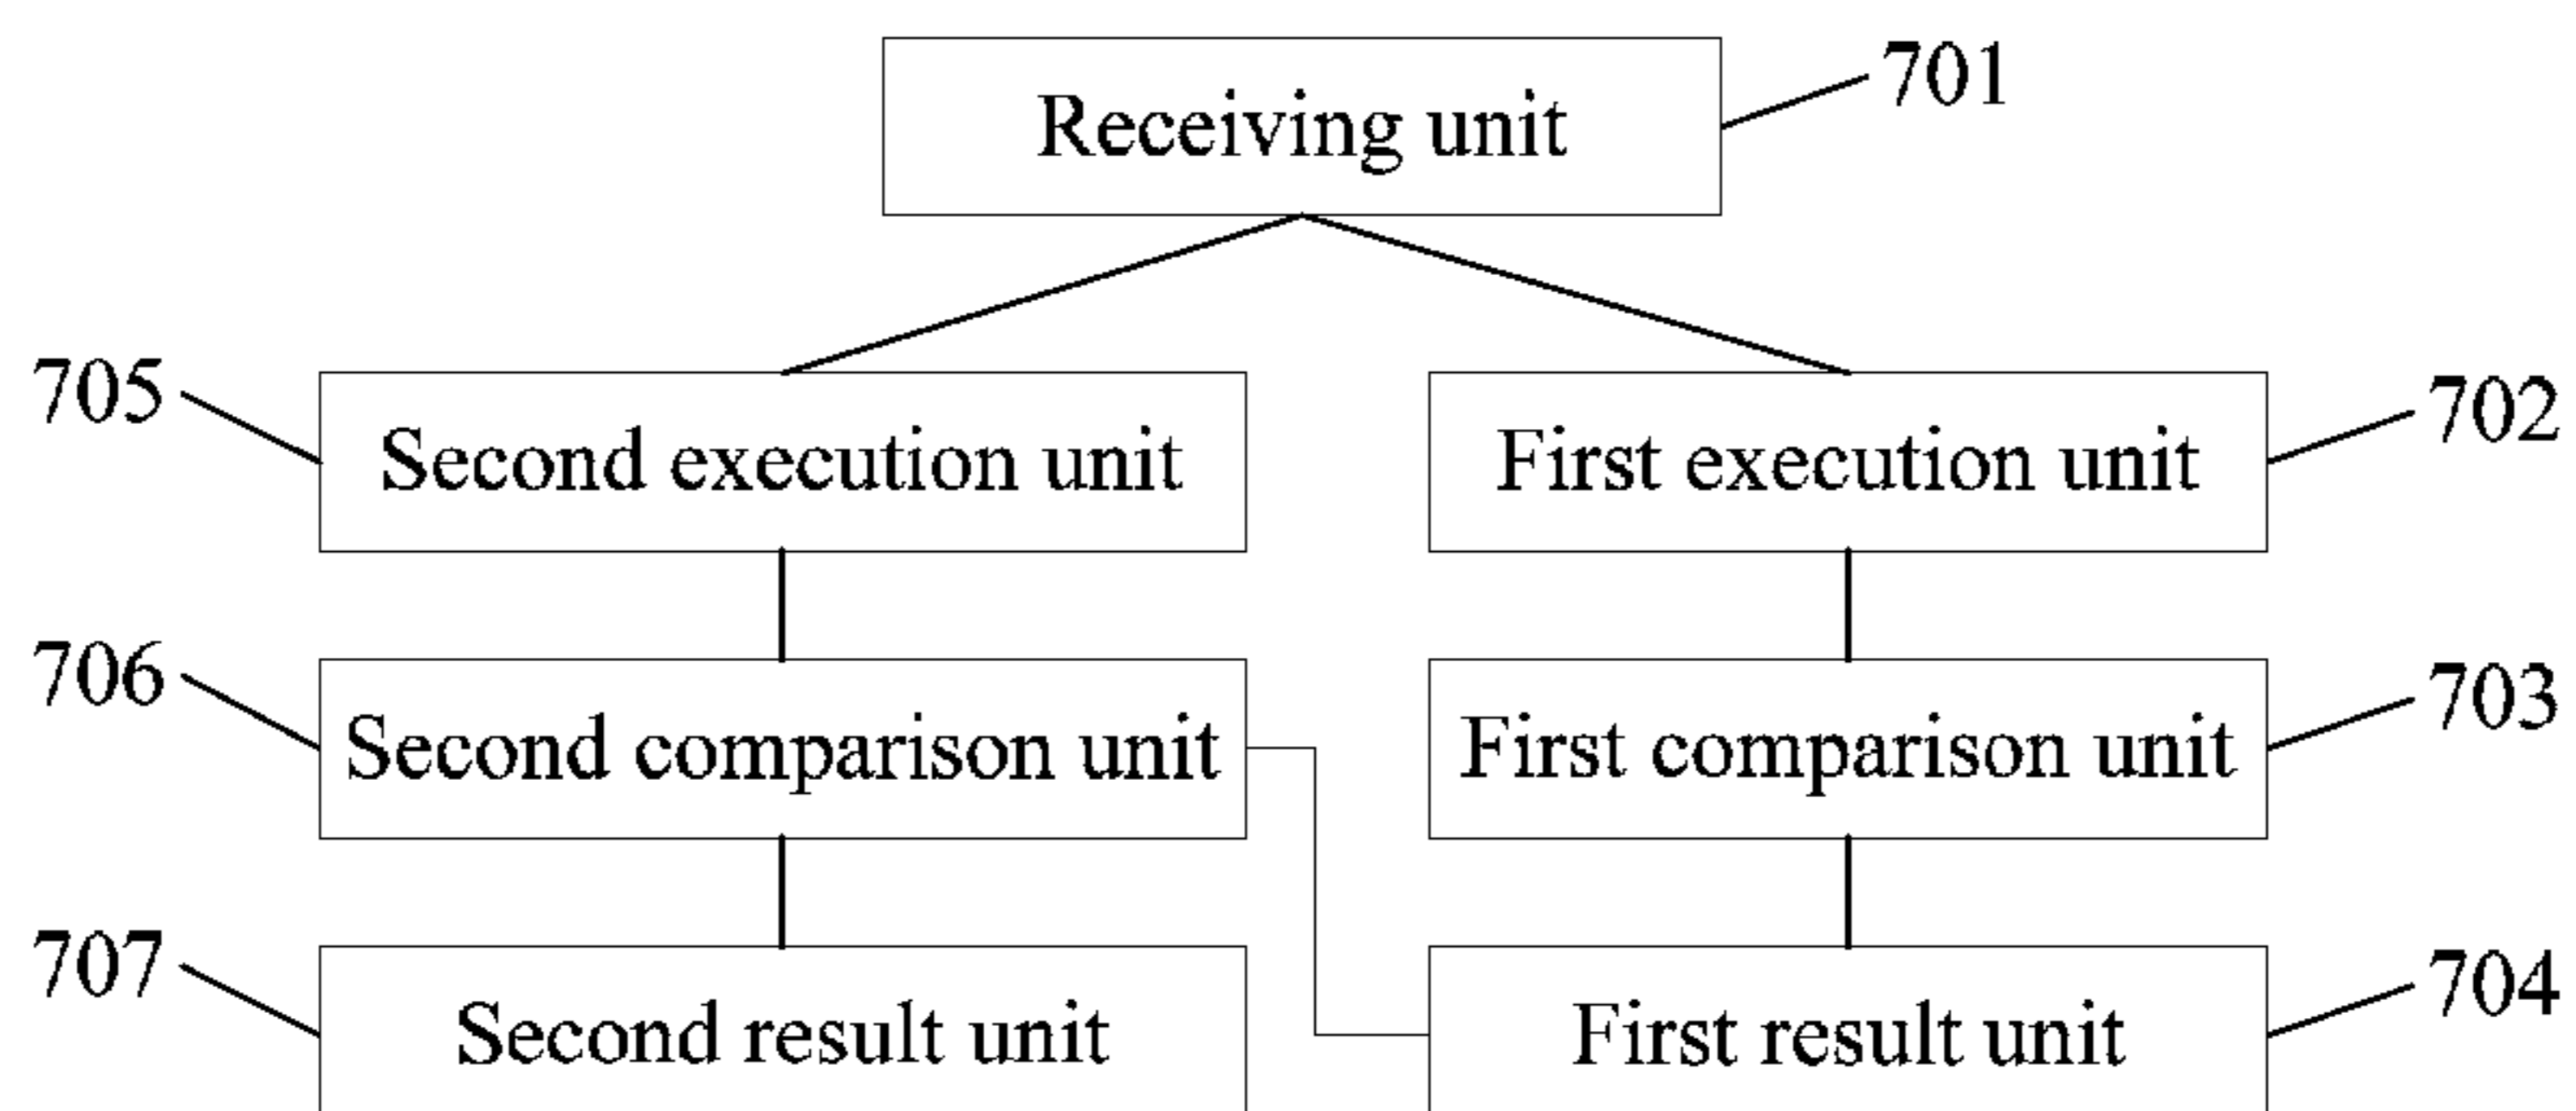 Receiving unit
701
705
Second execution unit
First execution unit
702
706
Second comparison unit
First comparison unit
703
707
Second result unit
First result unit
704